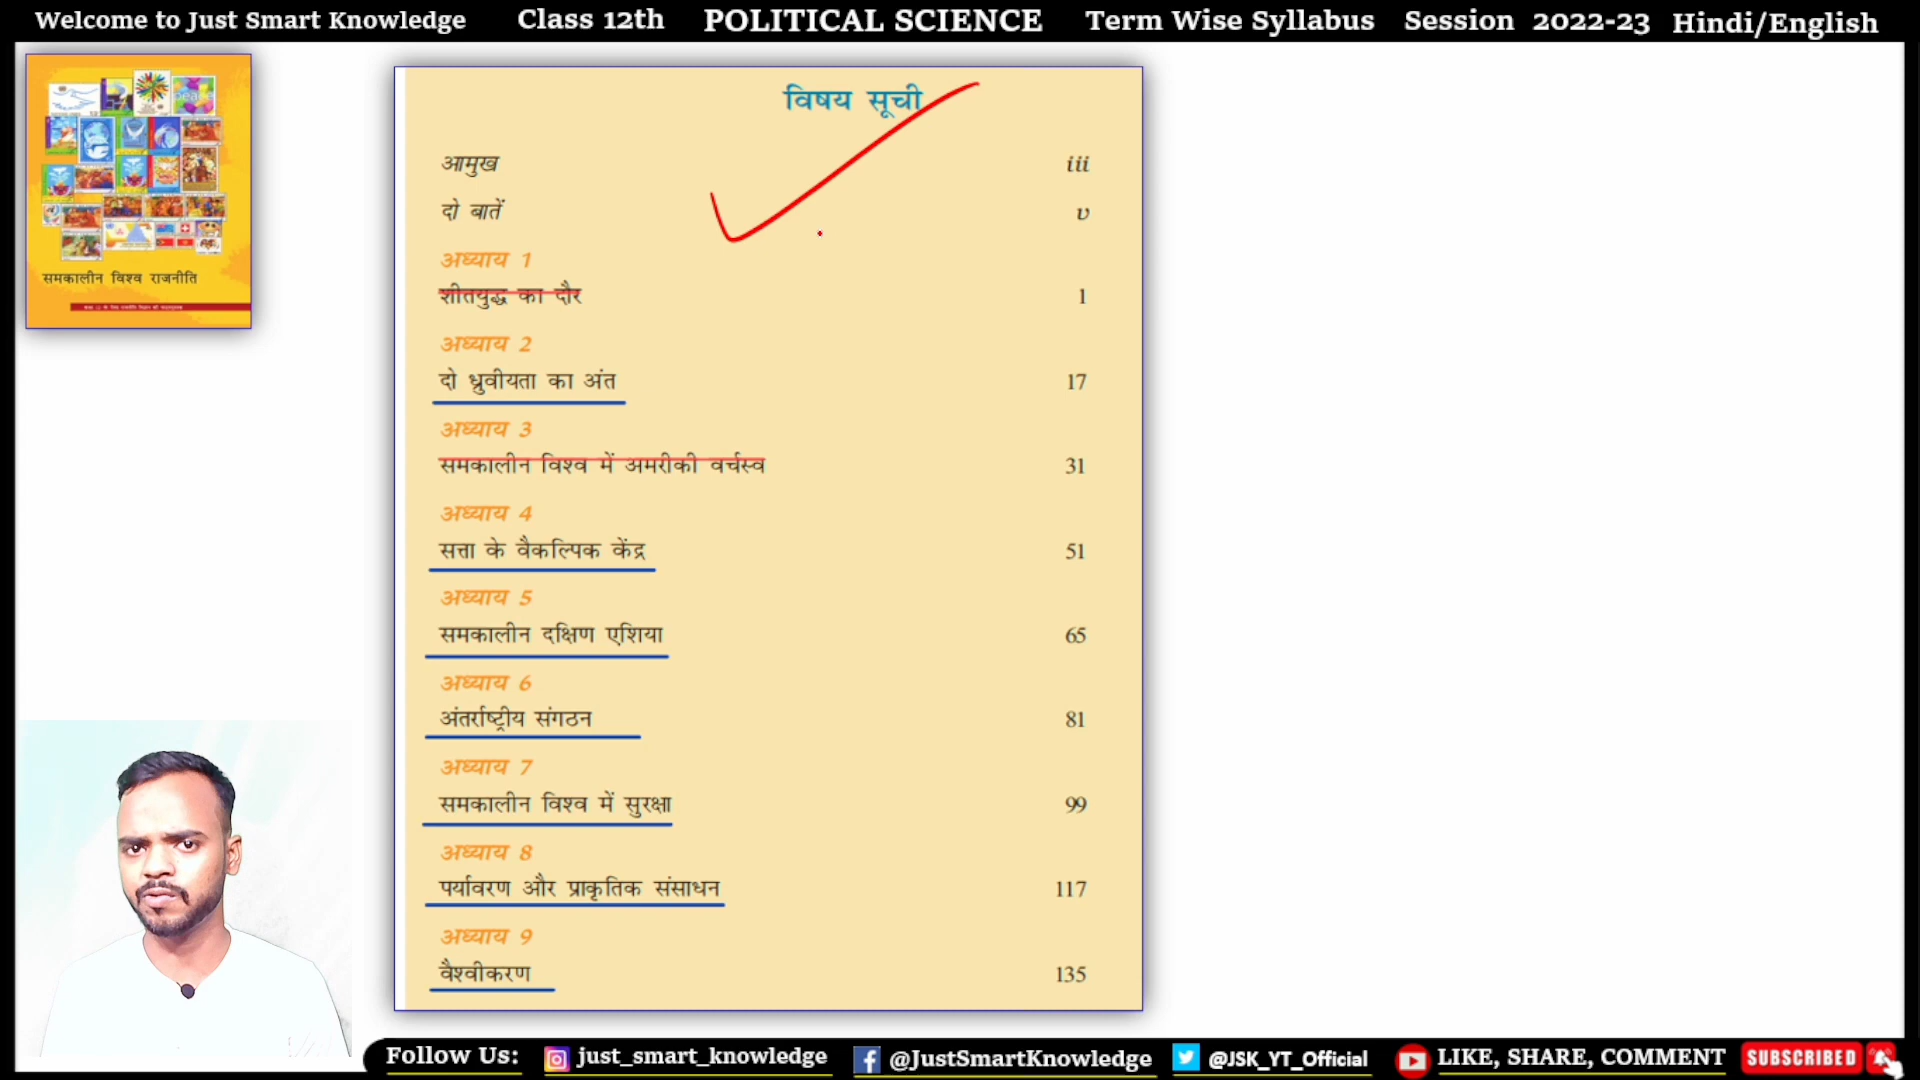 Welcome to Just Smart Knowledge Class 12th POLITICAL SCIENCE Term Wise Syllabus Session 2022-23 Hindi/English
समकालीन विश्व राजनीति
विषय सूची
आमुख iii
दो बातें v
अध्याय 1
शीतयुद्ध का दौर 1
अध्याय 2
दो ध्रुवीयता का अंत 17
अध्याय 3
समकालीन विश्व में अमरीकी वर्चस्व 31
अध्याय 4
सत्ता के वैकल्पिक केंद्र 51
अध्याय 5
समकालीन दक्षिण एशिया 65
अध्याय 6
अंतर्राष्ट्रीय संगठन 81
अध्याय 7
समकालीन विश्व में सुरक्षा 99
अध्याय 8
पर्यावरण और प्राकृतिक संसाधन 117
अध्याय 9
वैश्वीकरण 135
Follow Us: just_smart_knowledge @JustSmartKnowledge @JSK_YT_Official LIKE, SHARE, COMMENT SUBSCRIBED